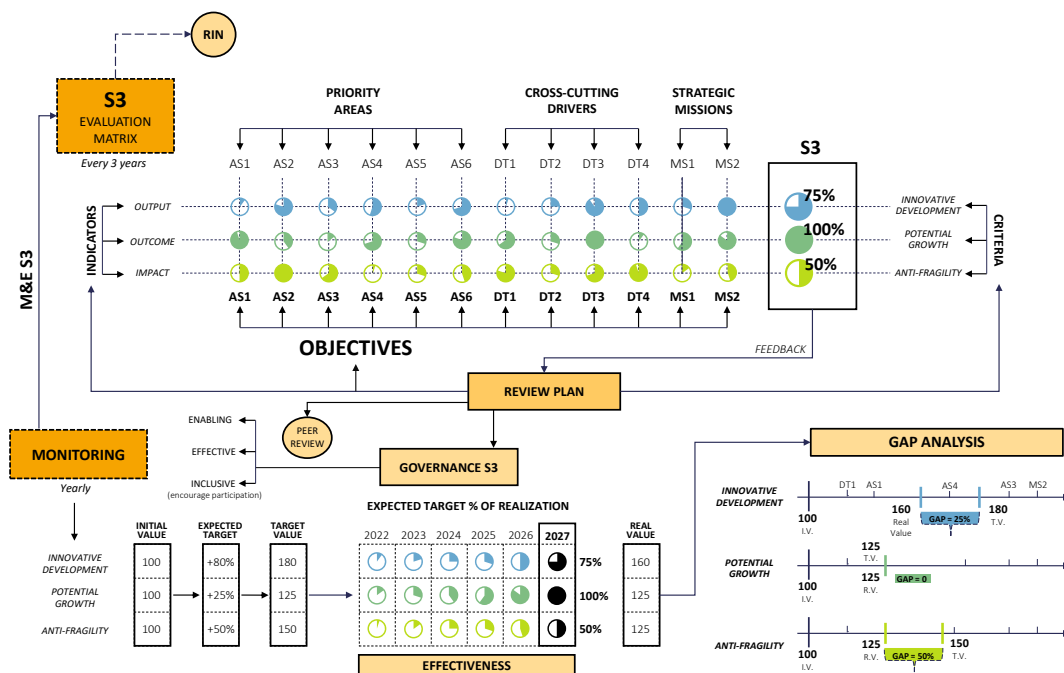 RIN
S3
EVALUATION
MATRIX
Every 3 years
M&E S3
PRIORITY
AREAS
CROSS-CUTTING
DRIVERS
STRATEGIC
MISSIONS
AS1 AS2 AS3 AS4 AS5 AS6 DT1 DT2 DT3 DT4 MS1 MS2
S3
INDICATORS
OUTPUT
OUTCOME
IMPACT
75%
100%
50%
INNOVATIVE
DEVELOPMENT
POTENTIAL
GROWTH
ANTI-FRAGILITY
CRITERIA
AS1 AS2 AS3 AS4 AS5 AS6 DT1 DT2 DT3 DT4 MS1 MS2
OBJECTIVES
FEEDBACK
REVIEW PLAN
PEER
REVIEW
ENABLING
EFFECTIVE
INCLUSIVE
(encourage participation)
GOVERNANCE S3
MONITORING
Yearly
GAP ANALYSIS
INITIAL
VALUE
EXPECTED
TARGET
TARGET
VALUE
EXPECTED TARGET % OF REALIZATION
REAL
VALUE
2022 2023 2024 2025 2026 2027
INNOVATIVE
DEVELOPMENT
100 +80% 180 75% 160
POTENTIAL
GROWTH
100 +25% 125 100% 125
ANTI-FRAGILITY
100 +50% 150 50% 125
EFFECTIVENESS
INNOVATIVE
DEVELOPMENT
DT1 AS1 AS4 AS3 MS2
100
I.V.
160
Real
Value
GAP = 25%
180
T.V.
POTENTIAL
GROWTH
125
T.V.
100
I.V.
125
R.V.
GAP = 0
ANTI-FRAGILITY
100
I.V.
125
R.V.
GAP = 50%
150
T.V.